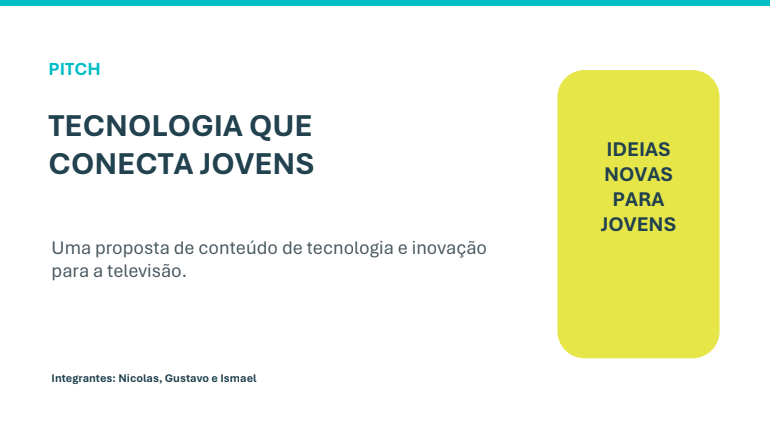 PITCH
TECNOLOGIA QUE
CONECTA JOVENS
Uma proposta de conteúdo de tecnologia e inovação
para a televisão.
Integrantes: Nicolas, Gustavo e Ismael
IDEIAS
NOVAS
PARA
JOVENS